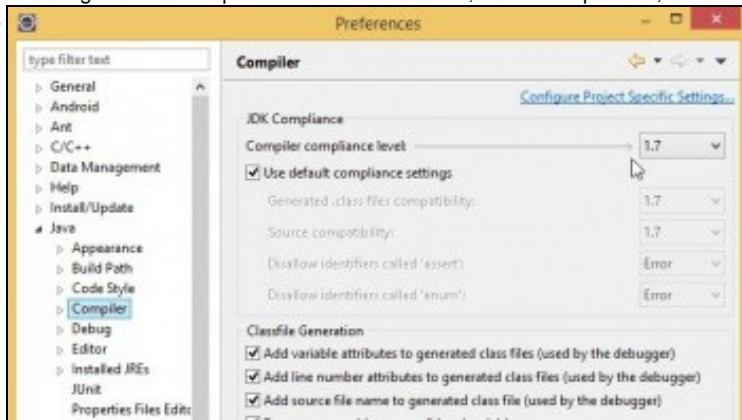 Preferences
type filter text
General
Android
Ant
C/C++
Data Management
Help
Install/Update
Java
Appearance
Build Path
Code Style
Compiler
Debug
Editor
Installed JREs
JUnit
Properties Files Edito
Compiler
Configure Project Specific Settings...
JDK Compliance
Compiler compliance level: 1.7
Use default compliance settings
Generated .class files compatibility: 1.7
Source compatibility: 1.7
Disallow identifiers called 'assert': Error
Disallow identifiers called 'enum': Error
Classfile Generation
Add variable attributes to generated class files (used by the debugger)
Add line number attributes to generated class files (used by the debugger)
Add source file name to generated class file (used by the debugger)